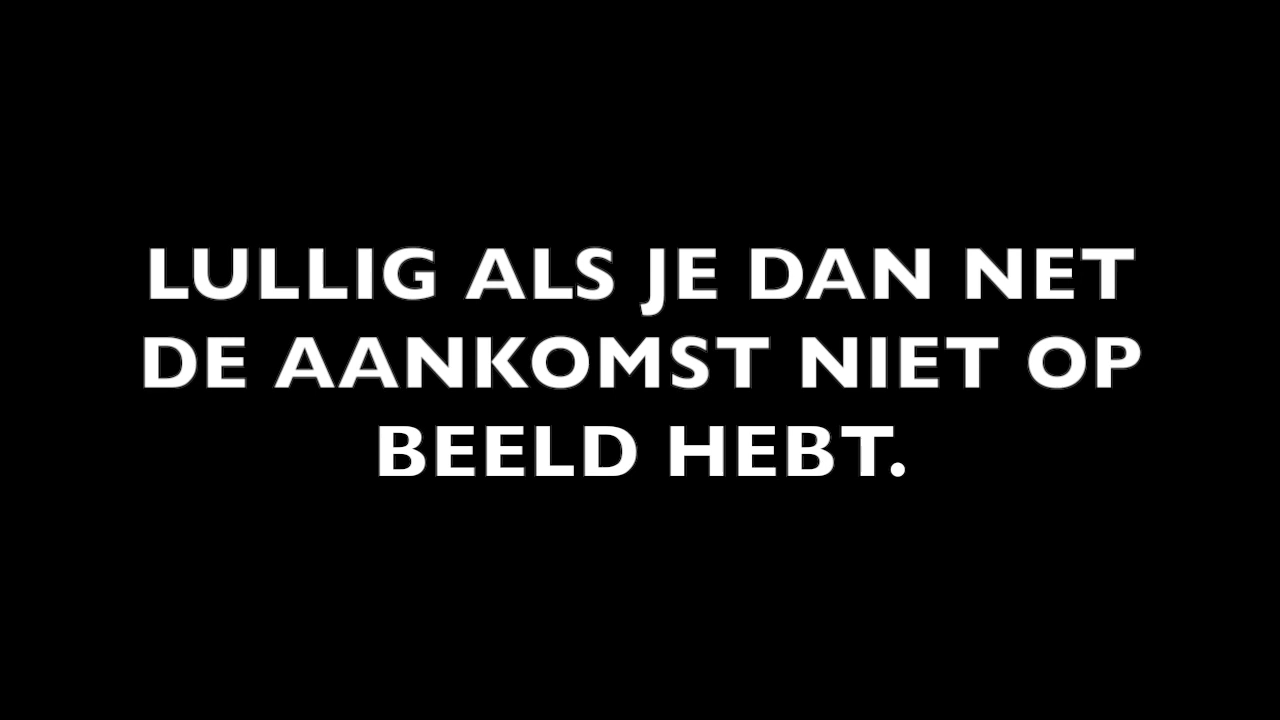 LULLIG ALS JE DAN NET
DE AANKOMST NIET OP
BEELD HEBT.